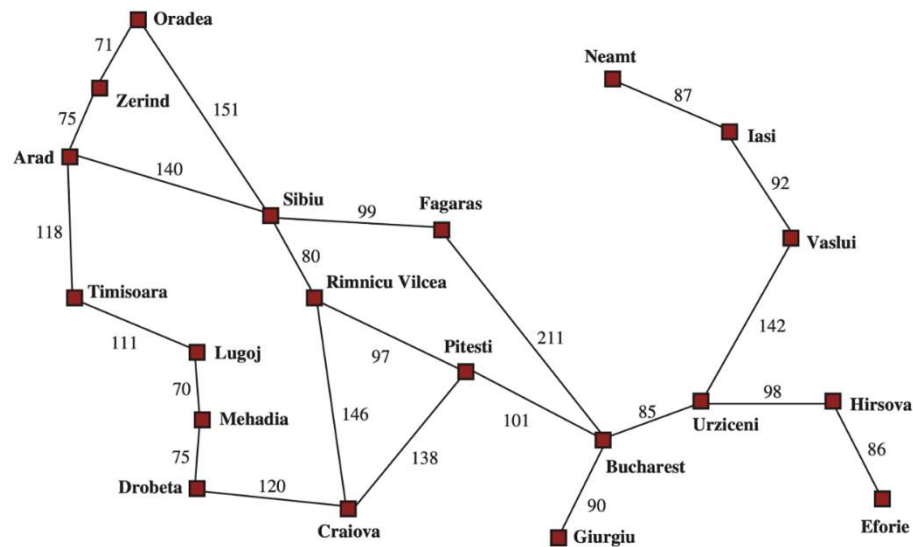 Oradea
71
Neamt
87
Zerind
151
75
Iasi
Arad
140
92
Sibiu
Fagaras
99
118
Vaslui
80
Timisoara
Rimnicu Vilcea
142
111
211
Lugoj
97
Pitesti
70
98
Hirsova
146
101
85
Mehadia
Urziceni
86
75
138
Bucharest
Drobeta
120
90
Craiova
Giurgiu
Eforie